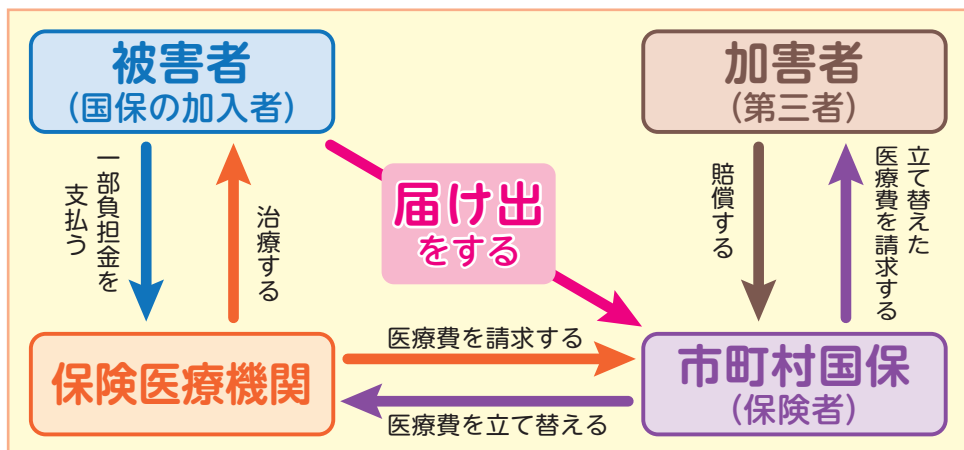 被害者
(国保の加入者)
加害者
(第三者)
一部負担金を
支払う
治療する
届け出
をする
賠償する
立て替えた
医療費を請求する
医療費を請求する
保険医療機関
市町村国保
(保険者)
医療費を立て替える